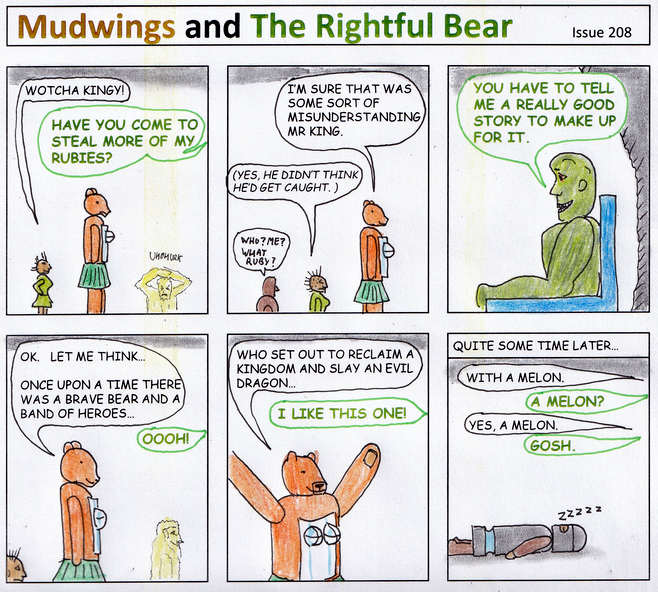 Mudwings and The Rightful Bear
Issue 208
WOTCHA KINGY!
HAVE YOU COME TO
STEAL MORE OF MY
RUBIES?
UHOHURK
I'M SURE THAT WAS
SOME SORT OF
MISUNDERSTANDING
MR KING.
(YES, HE DIDN'T THINK
HE'D GET CAUGHT. )
WHO? ME?
WHAT
RUBY?
YOU HAVE TO TELL
ME A REALLY GOOD
STORY TO MAKE UP
FOR IT.
OK. LET ME THINK...
ONCE UPON A TIME THERE
WAS A BRAVE BEAR AND A
BAND OF HEROES...
OOOH!
WHO SET OUT TO RECLAIM A
KINGDOM AND SLAY AN EVIL
DRAGON...
I LIKE THIS ONE!
QUITE SOME TIME LATER...
WITH A MELON.
A MELON?
YES, A MELON.
GOSH.
ZZZZZ